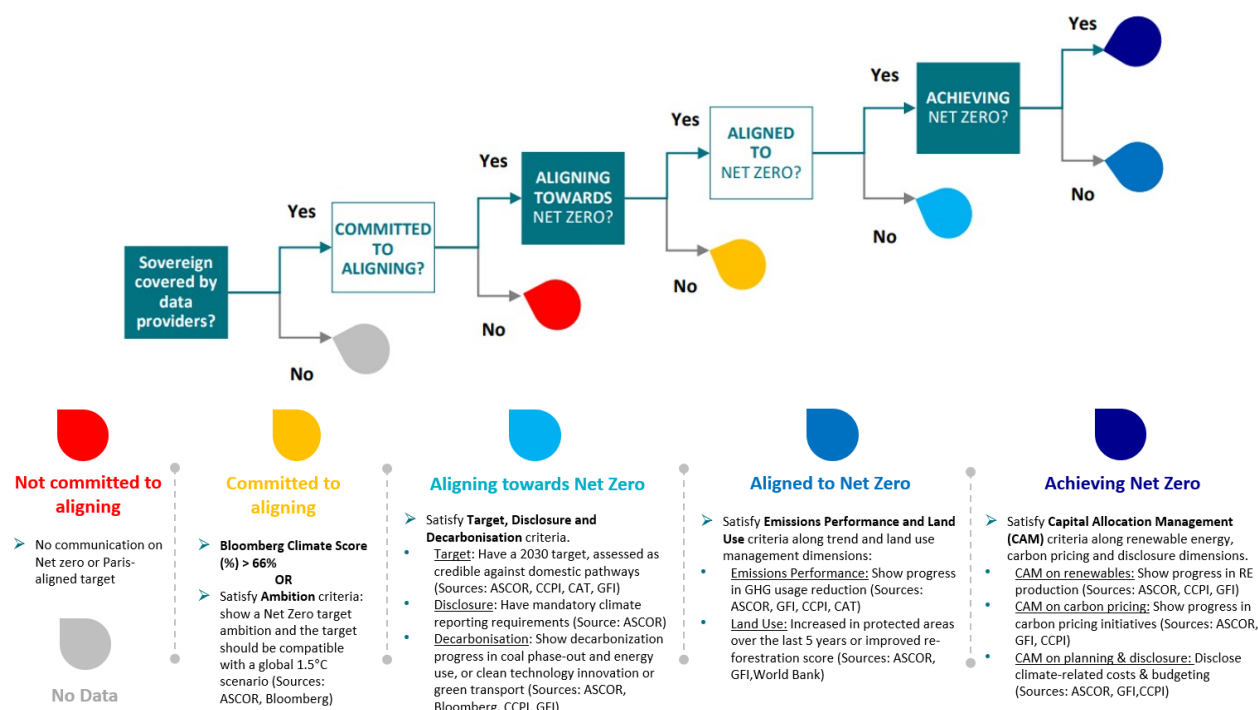 Yes
Yes
ACHIEVING
NET ZERO?
Yes
ALIGNED
TO
NET ZERO?
No
Yes
ALIGNING
TOWARDS
NET ZERO?
No
Yes
COMMITTED
TO
ALIGNING?
No
Sovereign
covered by
data
providers?
No
No
Not committed to
aligning
➢ No communication on
Net zero or Paris-
aligned target
No Data
Committed to
aligning
➢ Bloomberg Climate Score
(%) > 66%
OR
➢ Satisfy Ambition criteria:
show a Net Zero target
ambition and the target
should be compatible
with a global 1.5°C
scenario (Sources:
ASCOR, Bloomberg)
Aligning towards Net Zero
➢ Satisfy Target, Disclosure and
Decarbonisation criteria.
• Target: Have a 2030 target, assessed as
credible against domestic pathways
(Sources: ASCOR, CCPI, CAT, GFI)
• Disclosure: Have mandatory climate
reporting requirements (Source: ASCOR)
• Decarbonisation: Show decarbonization
progress in coal phase-out and energy
use, or clean technology innovation or
green transport (Sources: ASCOR,
Bloomberg, CCPI, GFI)
Aligned to Net Zero
➢ Satisfy Emissions Performance and Land
Use criteria along trend and land use
management dimensions:
• Emissions Performance: Show progress
in GHG usage reduction (Sources:
ASCOR, GFI, CCPI, CAT)
• Land Use: Increased in protected areas
over the last 5 years or improved re-
forestration score (Sources: ASCOR,
GFI,World Bank)
Achieving Net Zero
➢ Satisfy Capital Allocation Management
(CAM) criteria along renewable energy,
carbon pricing and disclosure dimensions.
• CAM on renewables: Show progress in RE
production (Sources: ASCOR, CCPI, GFI)
• CAM on carbon pricing: Show progress in
carbon pricing initiatives (Sources: ASCOR,
GFI, CCPI)
• CAM on planning & disclosure: Disclose
climate-related costs & budgeting
(Sources: ASCOR, GFI,CCPI)